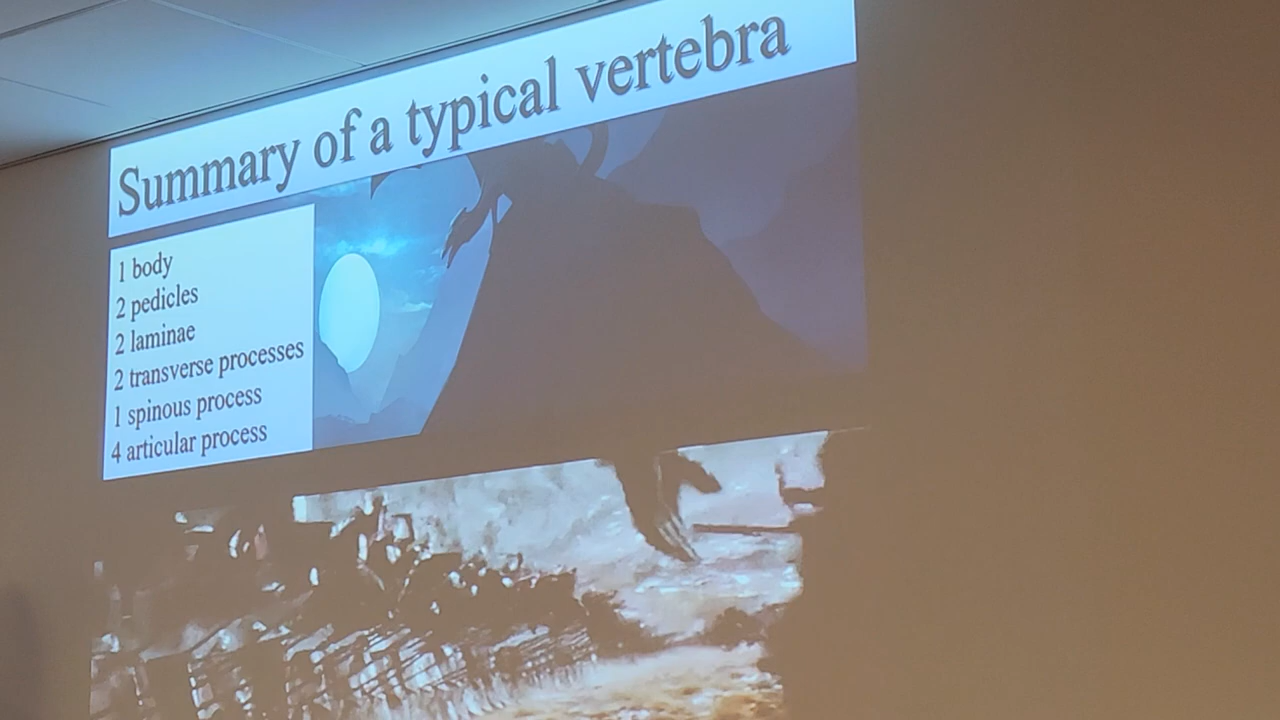 Summary of a typical vertebra
1 body
2 pedicles
2 laminae
2 transverse processes
1 spinous process
4 articular process